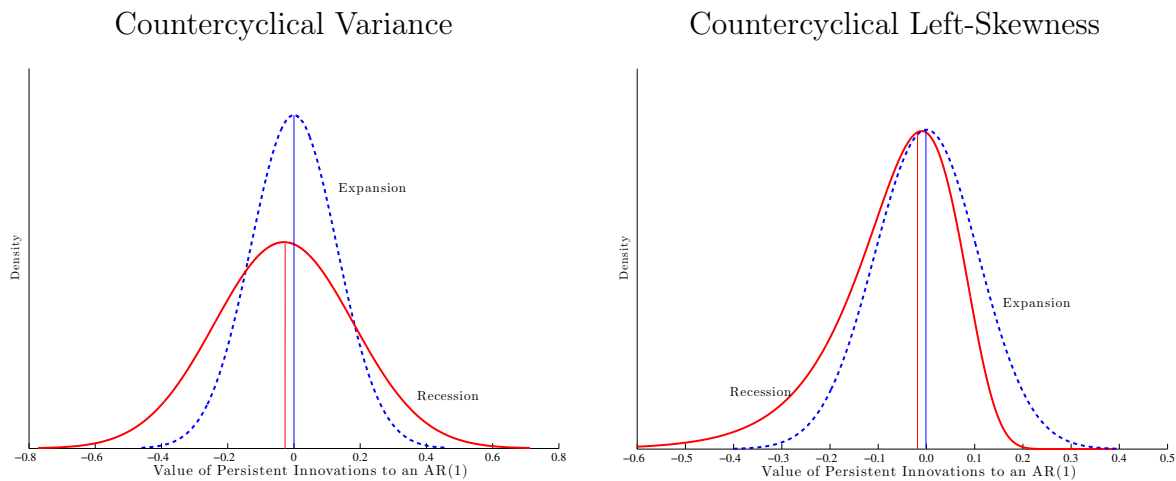 Countercyclical Variance
Density
Expansion
Recession
−0.8 −0.6 −0.4 −0.2 0 0.2 0.4 0.6 0.8
Value of Persistent Innovations to an AR(1)
Countercyclical Left-Skewness
Density
Expansion
Recession
−0.6 −0.5 −0.4 −0.3 −0.2 −0.1 0.0 0.1 0.2 0.3 0.4 0.5
Value of Persistent Innovations to an AR(1)